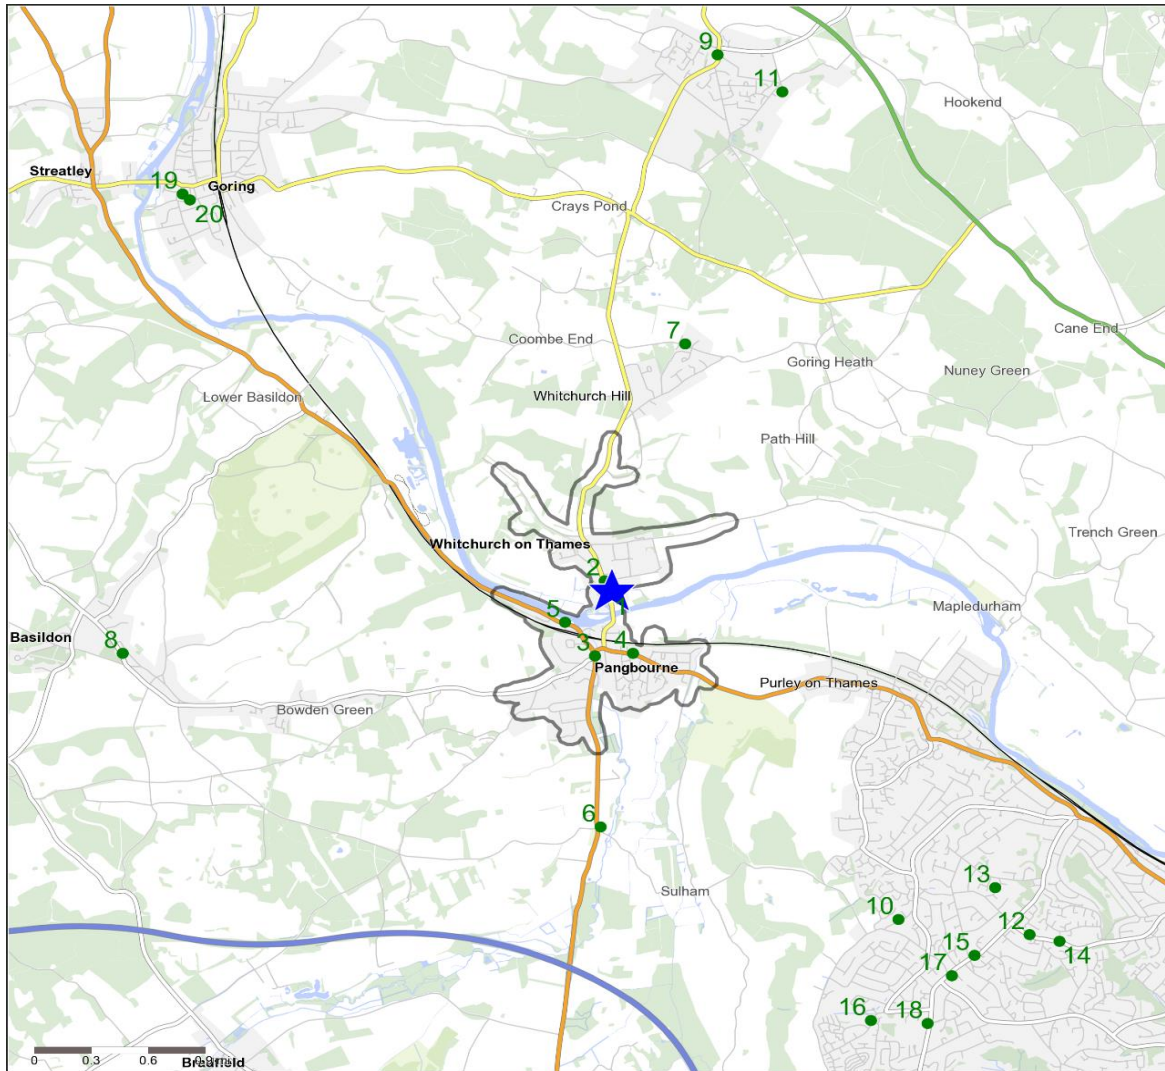 9
11
Hookend
Streatley
19
Goring
20
Crays Pond
7
Coombe End
Cane End
Goring Heath
Nuney Green
Lower Basildon
Whitchurch Hill
Path Hill
Trench Green
Whitchurch on Thames
2
1
5
Mapledurham
Basildon
8
3
4
Pangbourne
Purley on Thames
Bowden Green
6
Sulham
13
10
12
14
15
17
16
18
0 0.3 0.6
Bradfield